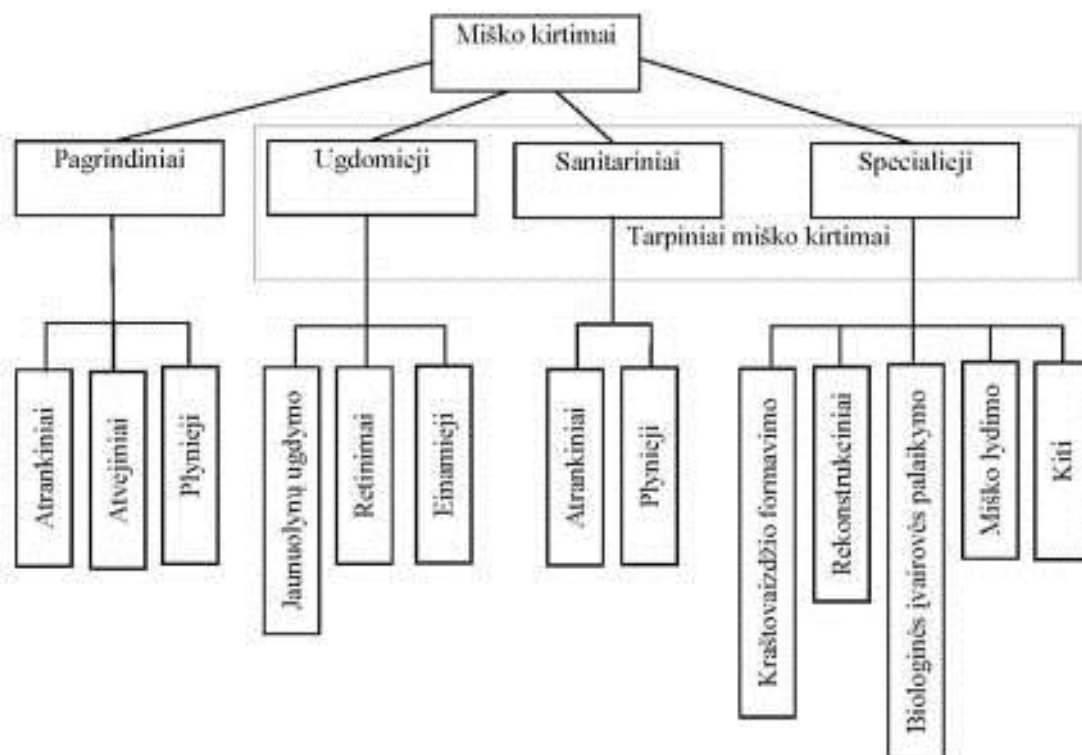 Miško kirtimai
Pagrindiniai
Ugdomieji
Sanitariniai
Specialieji
Tarpiniai miško kirtimai
Atrankiniai
Atvejiniai
Plynieji
Jaunuolynų ugdymo
Retinimai
Einamieji
Atrankiniai
Plynieji
Kraštovaizdžio formavimo
Rekonstrukciniai
Biologinės įvairovės palaikymo
Miško lydimo
Kiti